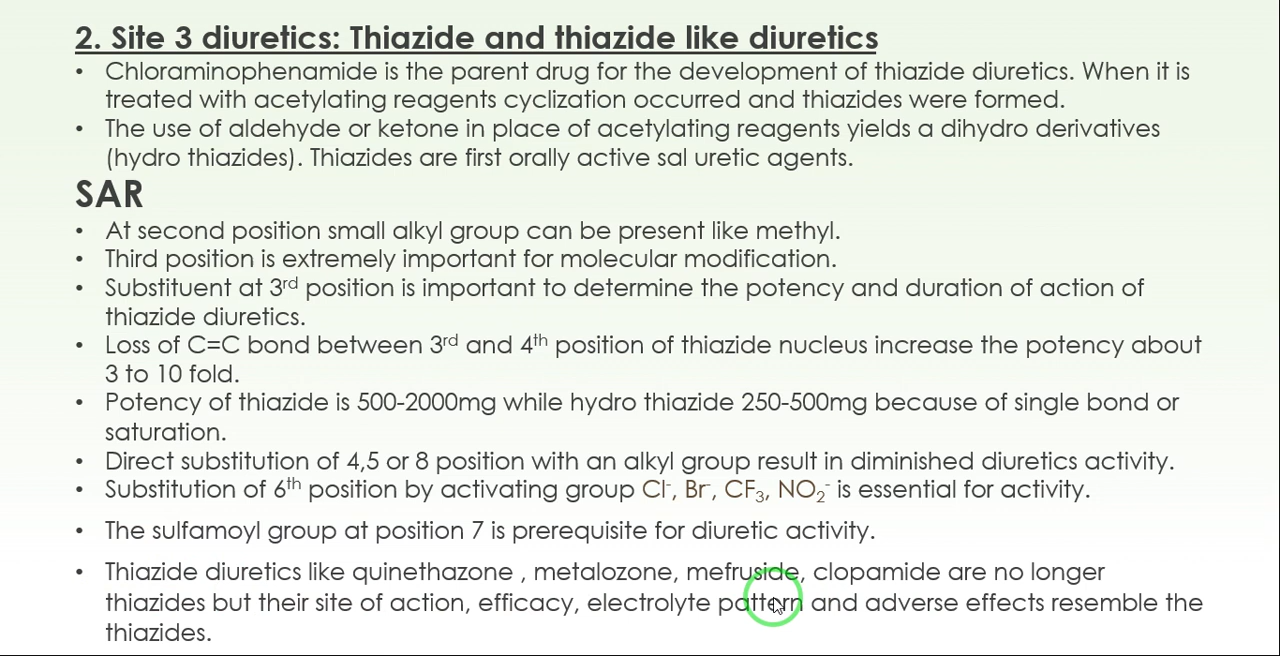 2. Site 3 diuretics: Thiazide and thiazide like diuretics
• Chloraminophenamide is the parent drug for the development of thiazide diuretics. When it is
treated with acetylating reagents cyclization occurred and thiazides were formed.
• The use of aldehyde or ketone in place of acetylating reagents yields a dihydro derivatives
(hydro thiazides). Thiazides are first orally active sal uretic agents.
SAR
• At second position small alkyl group can be present like methyl.
• Third position is extremely important for molecular modification.
• Substituent at 3rd position is important to determine the potency and duration of action of
thiazide diuretics.
• Loss of C=C bond between 3rd and 4th position of thiazide nucleus increase the potency about
3 to 10 fold.
• Potency of thiazide is 500-2000mg while hydro thiazide 250-500mg because of single bond or
saturation.
• Direct substitution of 4,5 or 8 position with an alkyl group result in diminished diuretics activity.
• Substitution of 6th position by activating group Cl⁻, Br⁻, CF₃, NO₂⁻ is essential for activity.
• The sulfamoyl group at position 7 is prerequisite for diuretic activity.
• Thiazide diuretics like quinethazone , metalozone, mefruside, clopamide are no longer
thiazides but their site of action, efficacy, electrolyte pattern and adverse effects resemble the
thiazides.